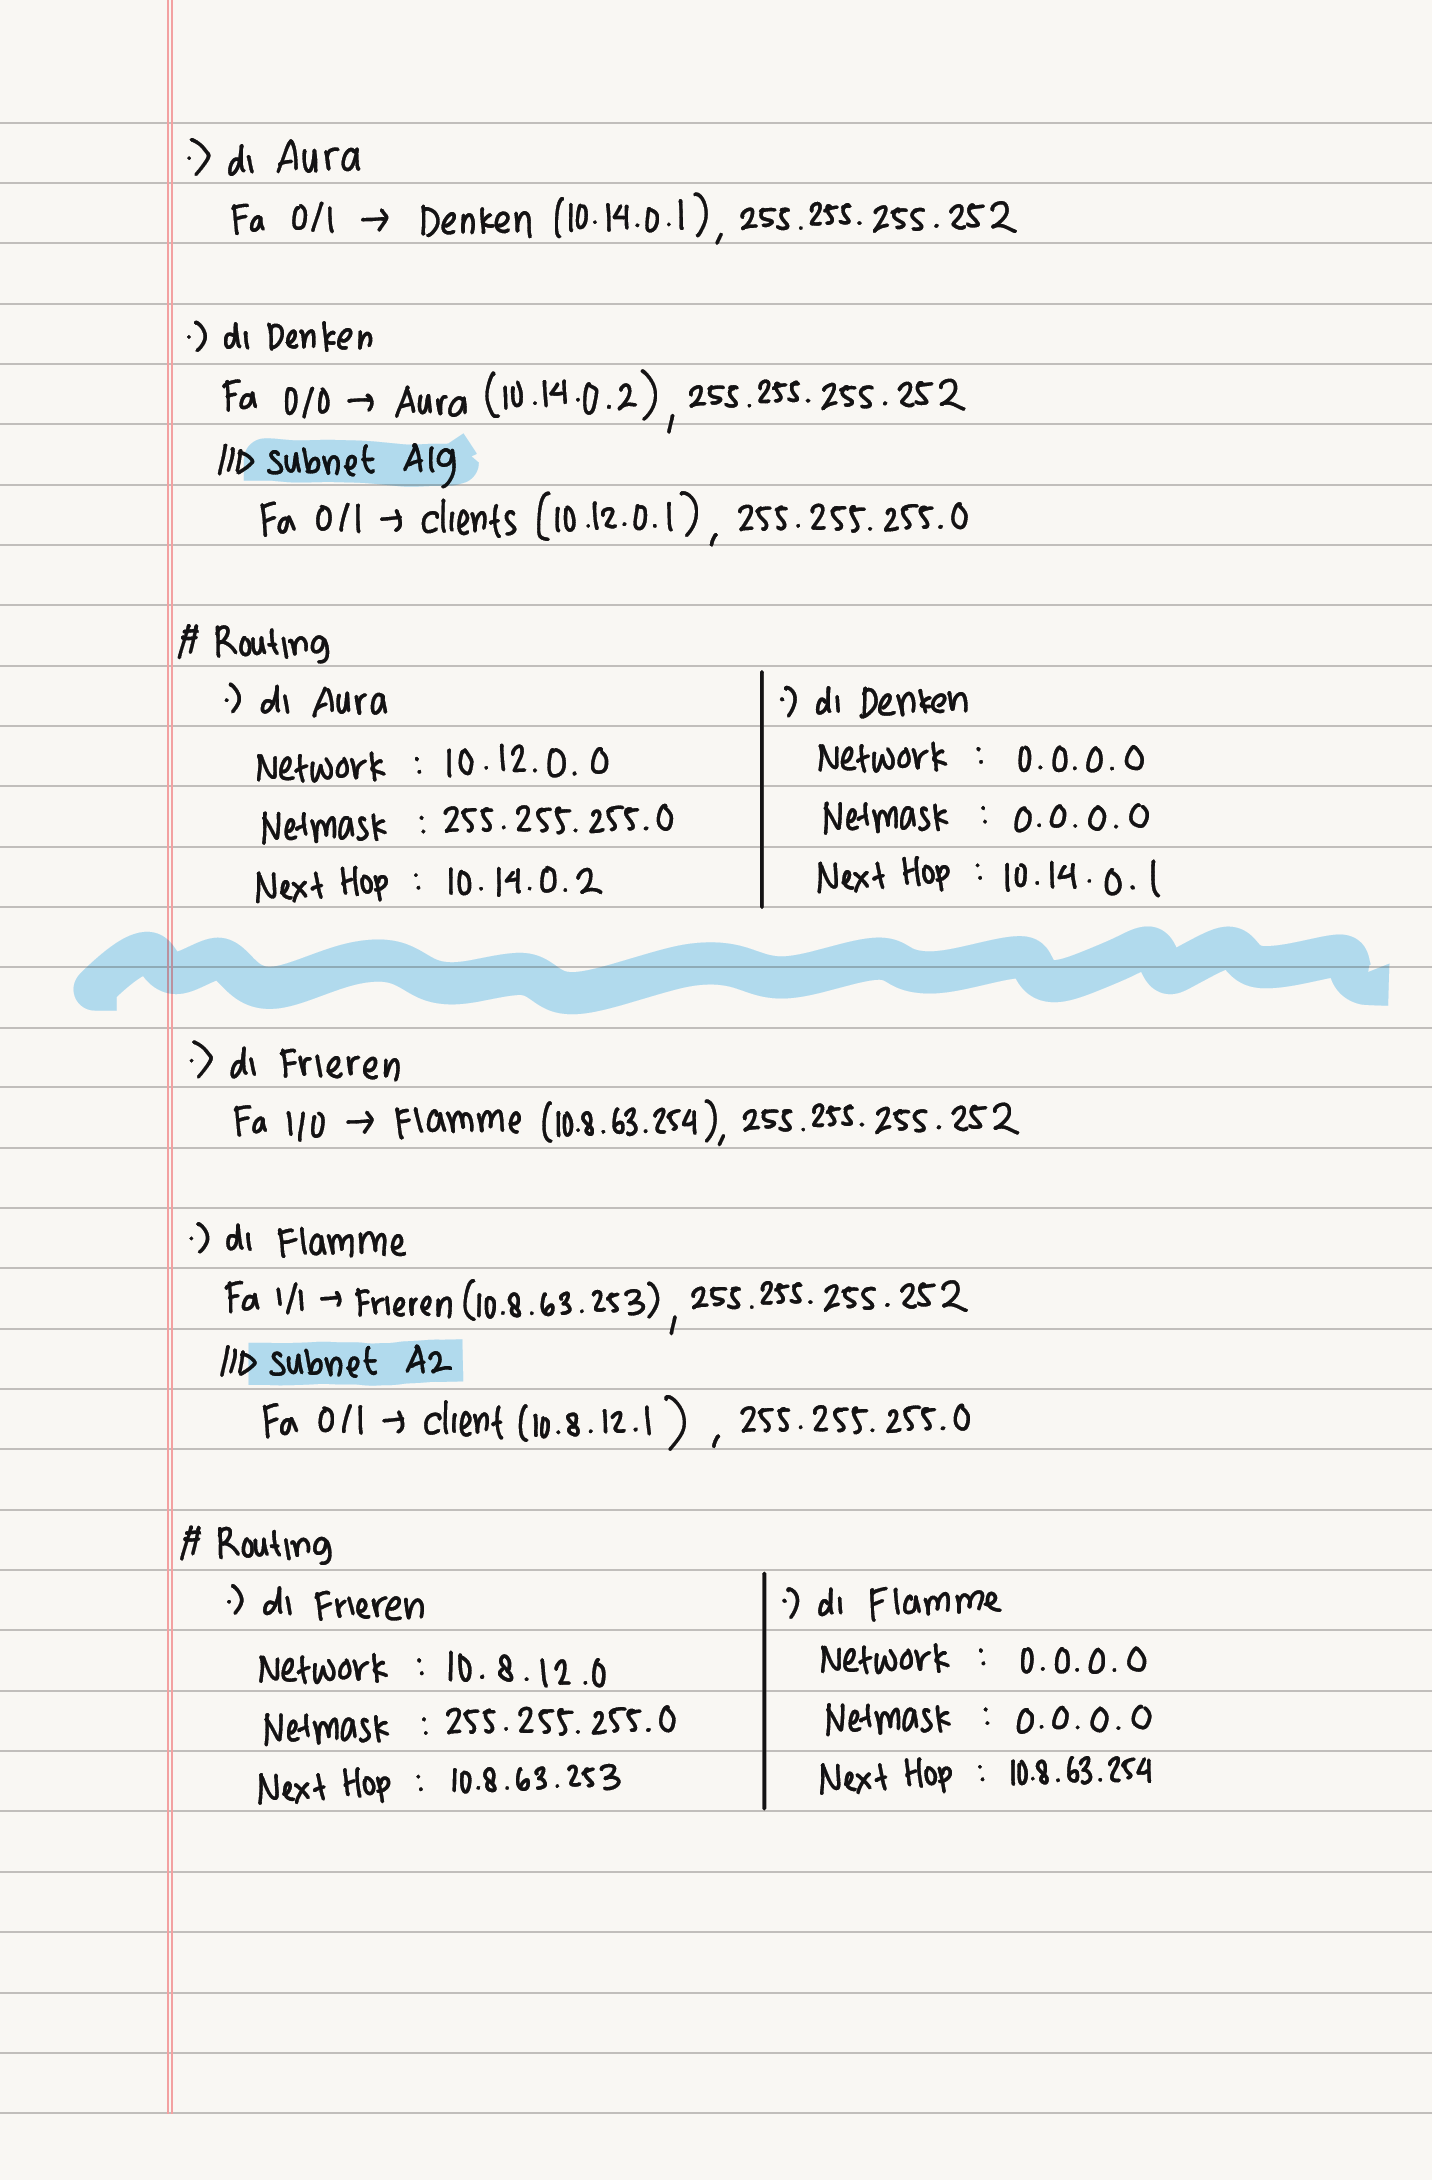 ·) di Aura
Fa 0/1 → Denken (10.14.0.1), 255.255.255.252
·) di Denken
Fa 0/0 → Aura (10.14.0.2), 255.255.255.252
Subnet A19
Fa 0/1 → clients (10.12.0.1), 255.255.255.0
# Routing
·) di Aura
Network : 10.12.0.0
Netmask : 255.255.255.0
Next Hop : 10.14.0.2
·) di Denken
Network : 0.0.0.0
Netmask : 0.0.0.0
Next Hop : 10.14.0.1
·) di Frieren
Fa 1/0 → Flamme (10.8.63.254), 255.255.255.252
·) di Flamme
Fa 1/1 → Frieren (10.8.63.253), 255.255.255.252
Subnet A2
Fa 0/1 → client (10.8.12.1), 255.255.255.0
# Routing
·) di Frieren
Network : 10.8.12.0
Netmask : 255.255.255.0
Next Hop : 10.8.63.253
·) di Flamme
Network : 0.0.0.0
Netmask : 0.0.0.0
Next Hop : 10.8.63.254